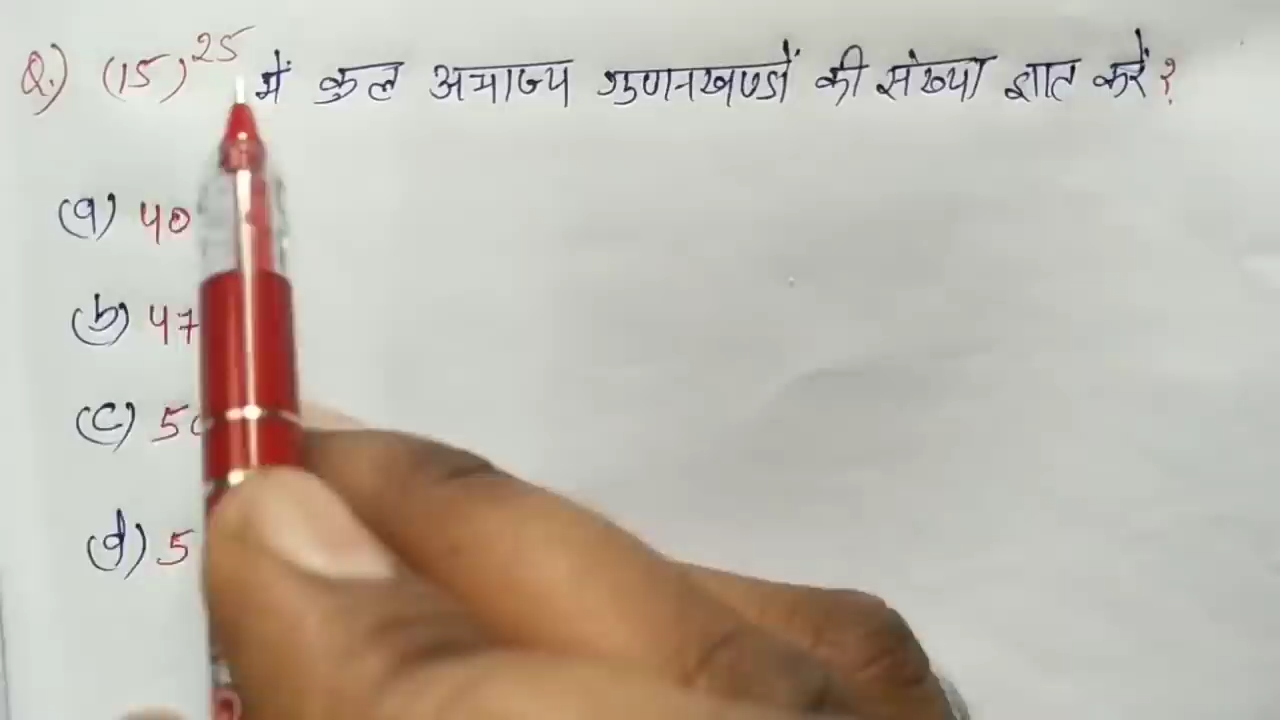 Q.) (15)²⁵ में कुल अभाज्य गुणनखण्डों की संख्या ज्ञात करें ?
(a) 40
(b) 47
(c) 5
(d) 5